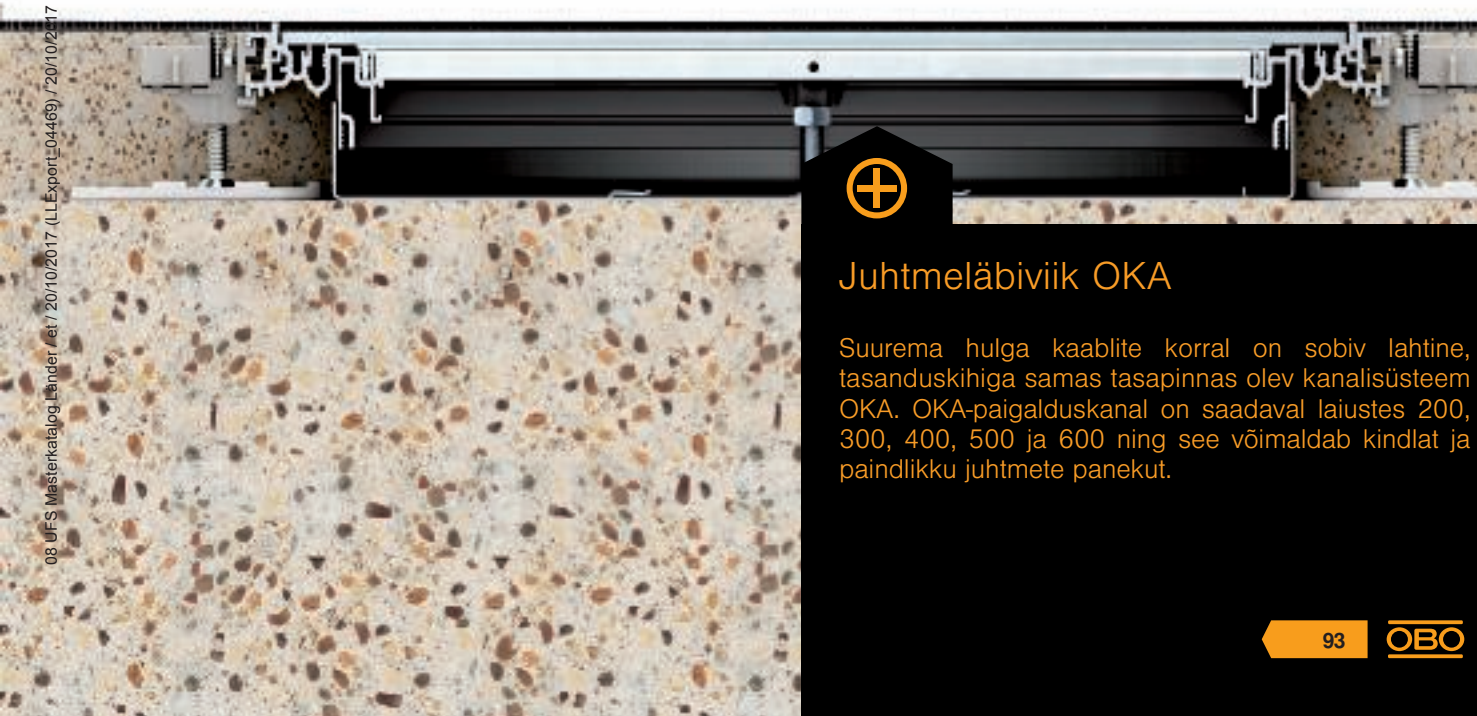 08 UFS Masterkatalog Länder / et / 20/10/2017 (LLExport_04469) / 20/10/2017
Juhtmeläbiviik OKA
Suurema hulga kaablite korral on sobiv lahtine,
tasanduskihiga samas tasapinnas olev kanalisüsteem
OKA. OKA-paigalduskanal on saadaval laiustes 200,
300, 400, 500 ja 600 ning see võimaldab kindlat ja
paindlikku juhtmete panekut.
93
OBO